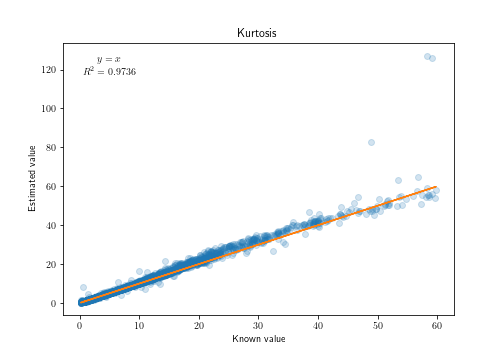 Kurtosis
y = x
R² = 0.9736
Estimated value
120
100
80
60
40
20
0
0 10 20 30 40 50 60
Known value